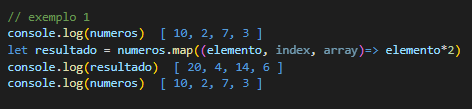 // exemplo 1
console.log(numeros)  [ 10, 2, 7, 3 ]
let resultado = numeros.map((elemento, index, array)=> elemento*2)
console.log(resultado)  [ 20, 4, 14, 6 ]
console.log(numeros)  [ 10, 2, 7, 3 ]